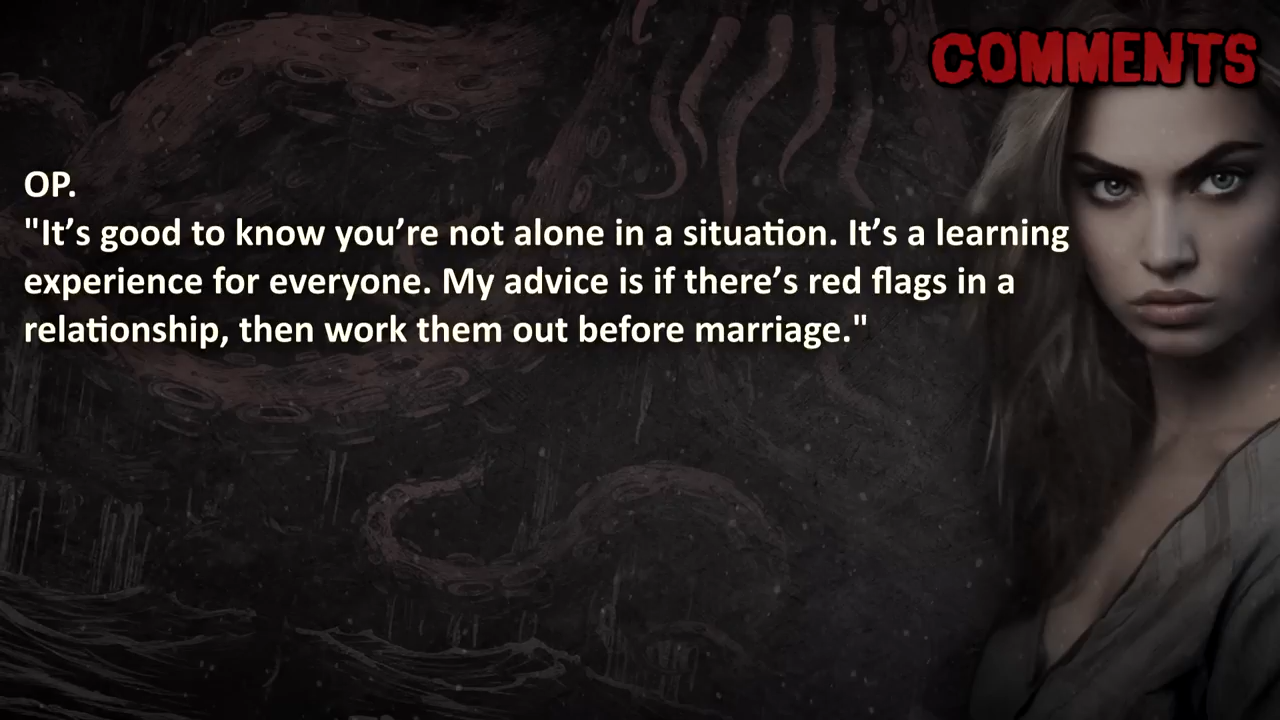 COMMENTS
OP.
"It’s good to know you’re not alone in a situation. It’s a learning
experience for everyone. My advice is if there’s red flags in a
relationship, then work them out before marriage."